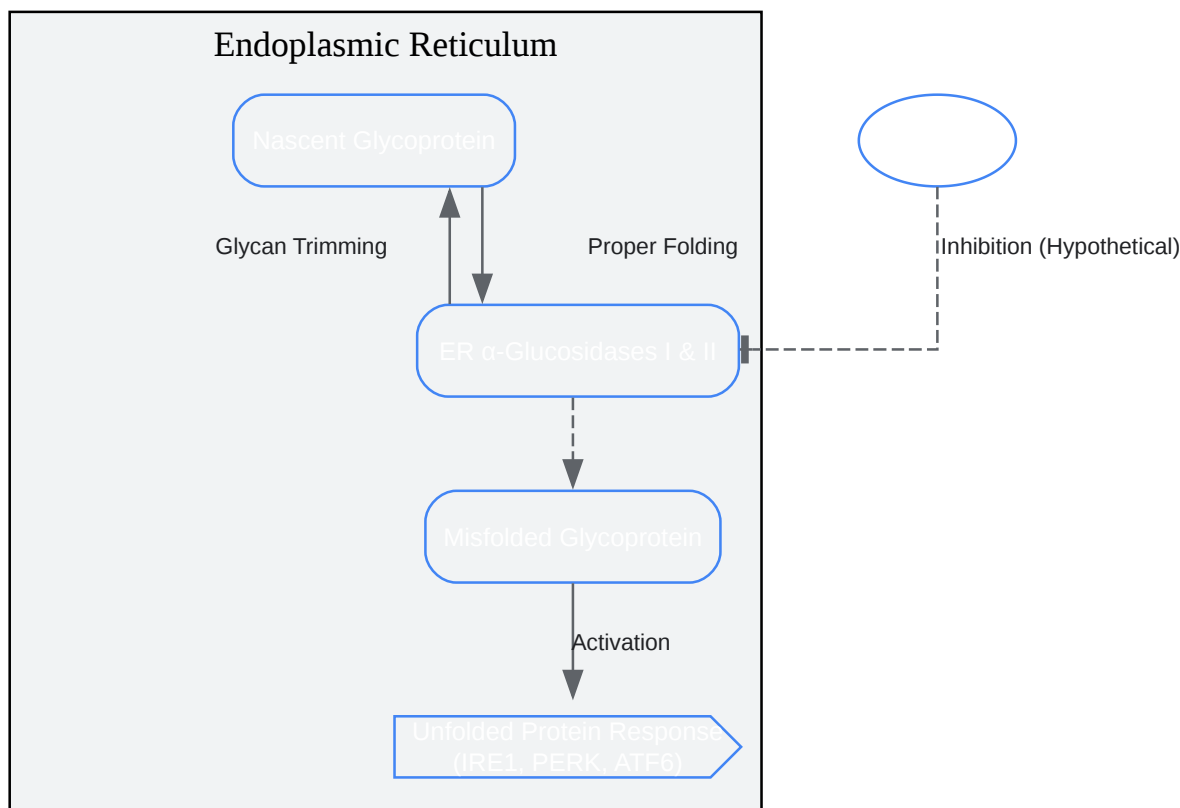 Endoplasmic Reticulum
Nascent Glycoprotein
Glycan Trimming
Proper Folding
Inhibition (Hypothetical)
ER α-Glucosidases I & II
Misfolded Glycoprotein
Activation
Unfolded Protein Response
(IRE1, PERK, ATF6)